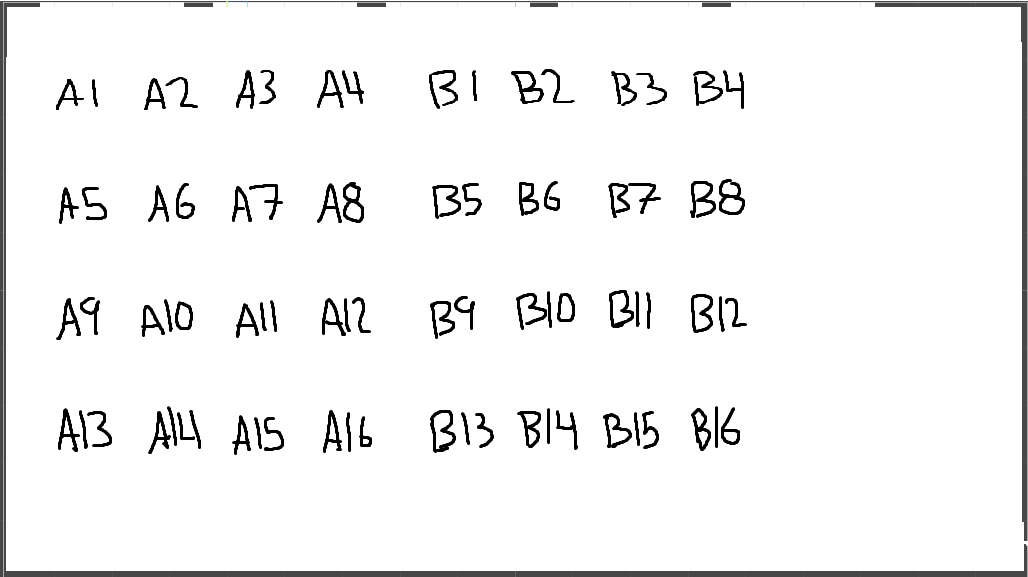 A1 A2 A3 A4 B1 B2 B3 B4
A5 A6 A7 A8 B5 B6 B7 B8
A9 A10 A11 A12 B9 B10 B11 B12
A13 A14 A15 A16 B13 B14 B15 B16